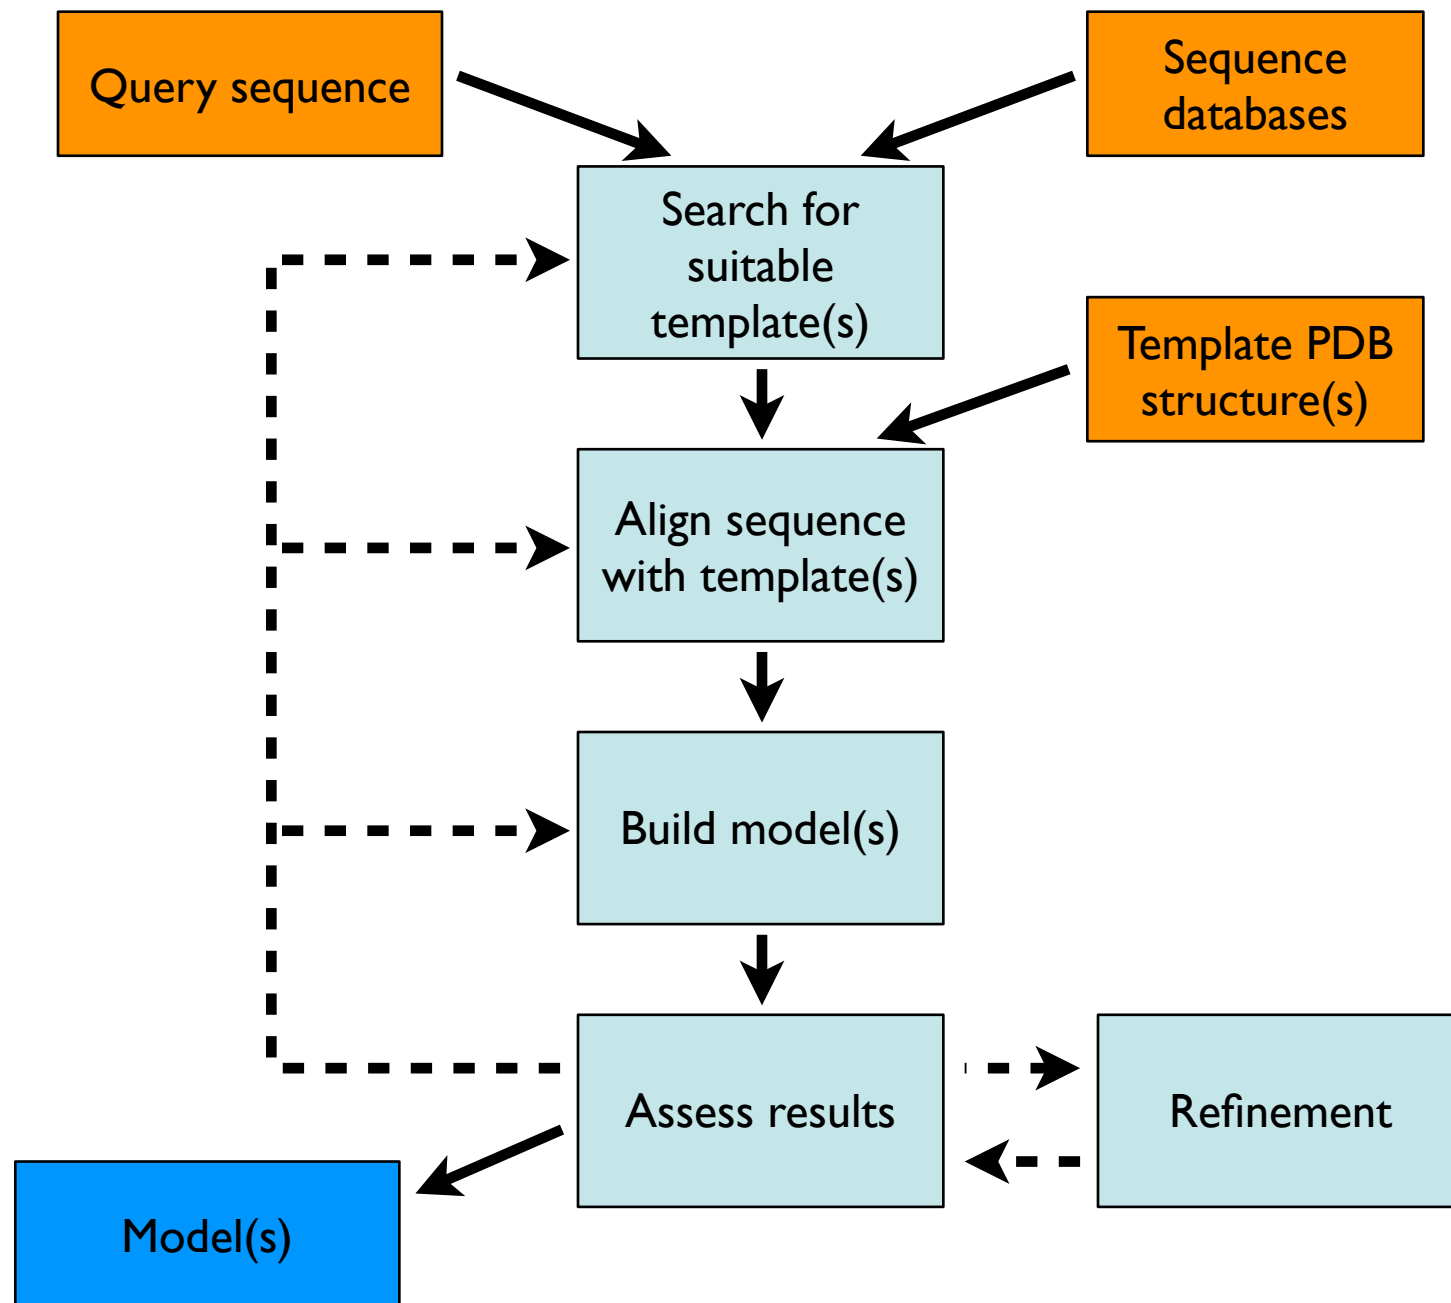 Query sequence
Sequence
databases
Search for
suitable
template(s)
Template PDB
structure(s)
Align sequence
with template(s)
Build model(s)
Assess results
Refinement
Model(s)